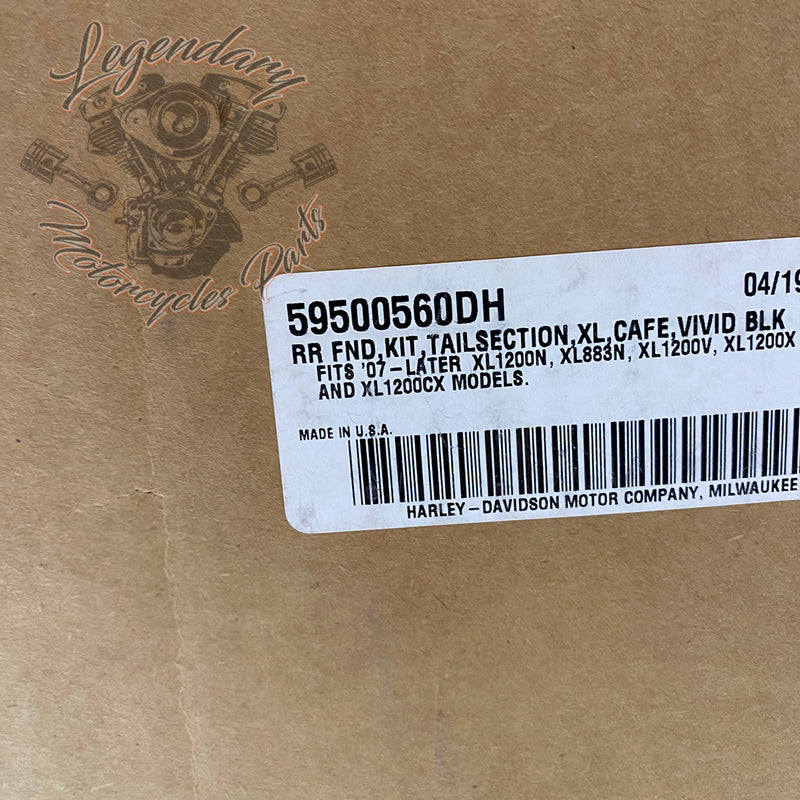 Legendary
Motorcycles Parts
59500560DH
04/19
RR FND,KIT,TAILSECTION,XL,CAFE,VIVID BLK
FITS '07-LATER XL1200N, XL883N, XL1200V, XL1200X
AND XL1200CX MODELS.
MADE IN U.S.A.
HARLEY-DAVIDSON MOTOR COMPANY, MILWAUKEE